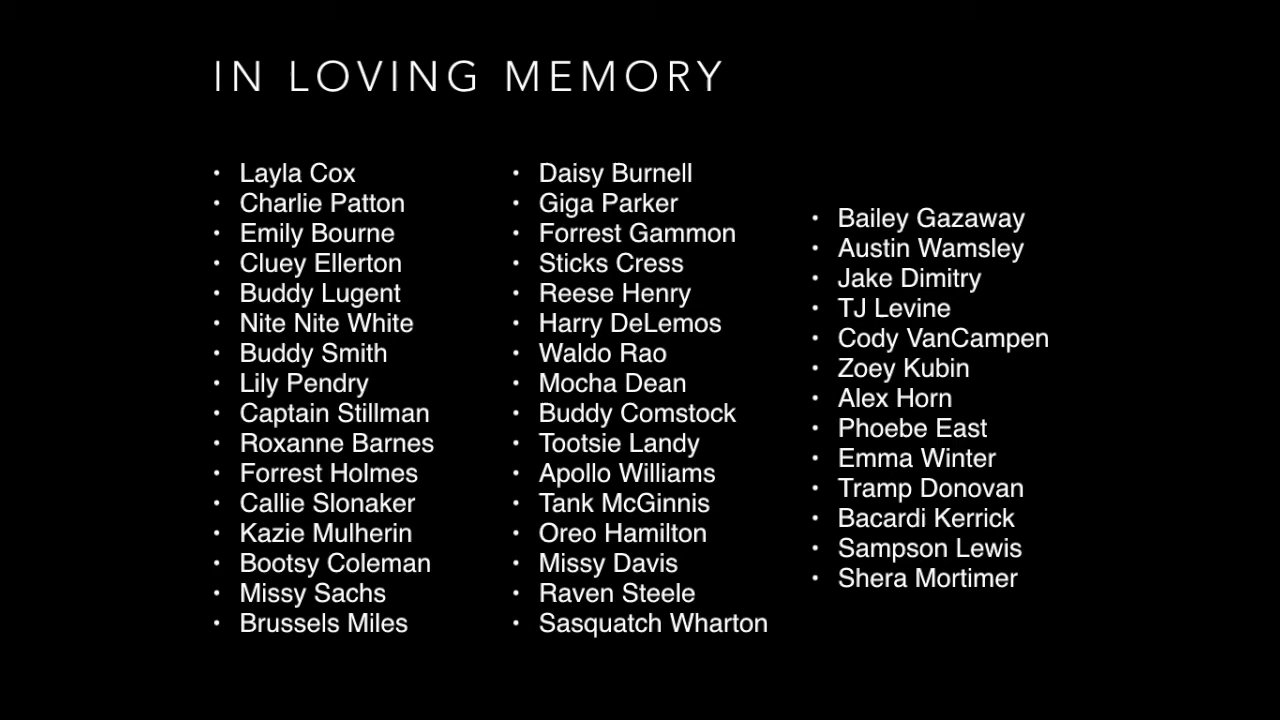 IN LOVING MEMORY
• Layla Cox
• Charlie Patton
• Emily Bourne
• Cluey Ellerton
• Buddy Lugent
• Nite Nite White
• Buddy Smith
• Lily Pendry
• Captain Stillman
• Roxanne Barnes
• Forrest Holmes
• Callie Slonaker
• Kazie Mulherin
• Bootsy Coleman
• Missy Sachs
• Brussels Miles
• Daisy Burnell
• Giga Parker
• Forrest Gammon
• Sticks Cress
• Reese Henry
• Harry DeLemos
• Waldo Rao
• Mocha Dean
• Buddy Comstock
• Tootsie Landy
• Apollo Williams
• Tank McGinnis
• Oreo Hamilton
• Missy Davis
• Raven Steele
• Sasquatch Wharton
• Bailey Gazaway
• Austin Wamsley
• Jake Dimitry
• TJ Levine
• Cody VanCampen
• Zoey Kubin
• Alex Horn
• Phoebe East
• Emma Winter
• Tramp Donovan
• Bacardi Kerrick
• Sampson Lewis
• Shera Mortimer